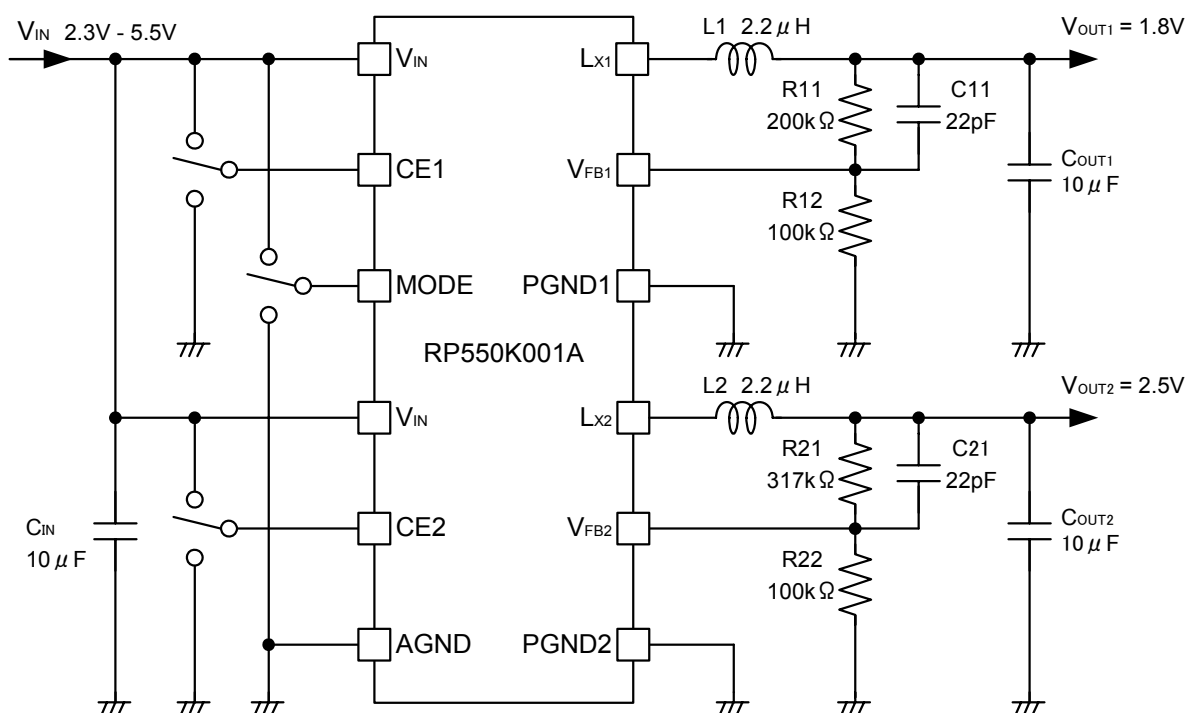 VIN 2.3V - 5.5V
VIN
LX1
L1 2.2μH
VOUT1 = 1.8V
R11
200kΩ
C11
22pF
CE1
VFB1
COUT1
10μF
R12
100kΩ
MODE
PGND1
RP550K001A
VIN
LX2
L2 2.2μH
VOUT2 = 2.5V
R21
317kΩ
C21
22pF
CIN
10μF
CE2
VFB2
COUT2
10μF
R22
100kΩ
AGND
PGND2